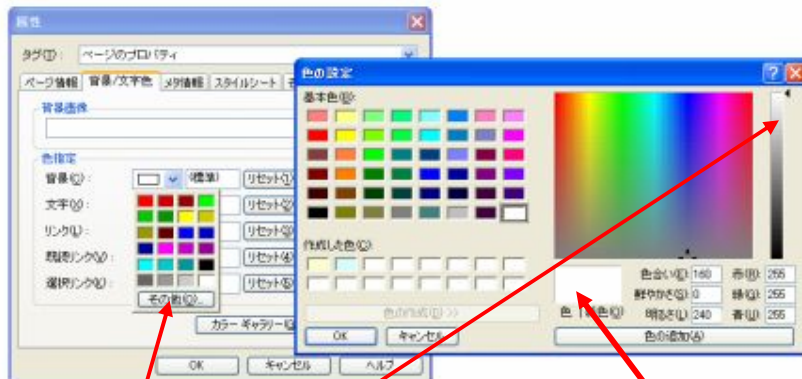 属性
タグ(T): ページのプロパティ
ページ情報 背景/文字色 メタ情報 スタイルシート
背景画像
色指定
背景(C): (標準) リセット(1)
文字(X): リセット(2)
リンク(L): リセット(3)
既読リンク(V): リセット(4)
選択リンク(K): リセット(5)
その他(O)...
カラー ギャラリー(G)
OK キャンセル ヘルプ
色の設定
基本色(B):
作成した色(C):
色の作成(D) >>
OK キャンセル
色 | 純色(O)
色合い(E): 160 赤(R): 255
鮮やかさ(S): 0 緑(G): 255
明るさ(L): 240 青(U): 255
色の追加(A)